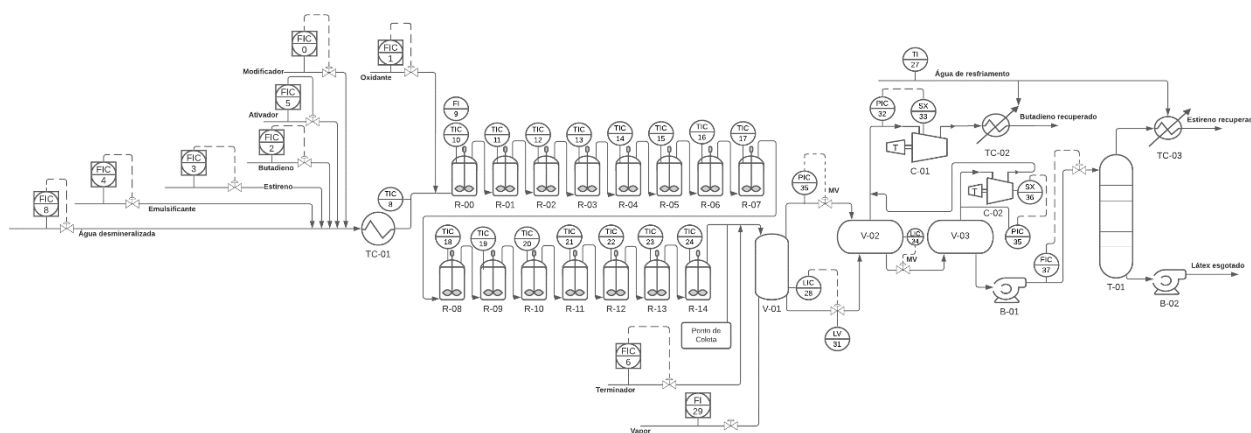 FIC
0
Modificador
FIC
5
Ativador
FIC
2
Butadieno
FIC
3
Estireno
FIC
4
Emulsificante
FIC
8
Água desmineralizada
FIC
1
Oxidante
TIC
8
TC-01
FI
9
TIC
10
TIC
11
TIC
12
TIC
13
TIC
14
TIC
15
TIC
16
TIC
17
R-00
R-01
R-02
R-03
R-04
R-05
R-06
R-07
TIC
18
TIC
19
TIC
20
TIC
21
TIC
22
TIC
23
TIC
24
R-08
R-09
R-10
R-11
R-12
R-13
R-14
Ponto de
Coleta
FIC
6
Terminador
FI
29
Vapor
V-01
PIC
35
MV
LIC
28
LV
31
V-02
LIC
24
MV
V-03
PIC
32
SX
33
T
C-01
TI
27
Água de resfriamento
Butadieno recuperado
TC-02
T
C-02
SX
36
PIC
35
FIC
37
B-01
T-01
Estireno recuperad
TC-03
Látex esgotado
B-02